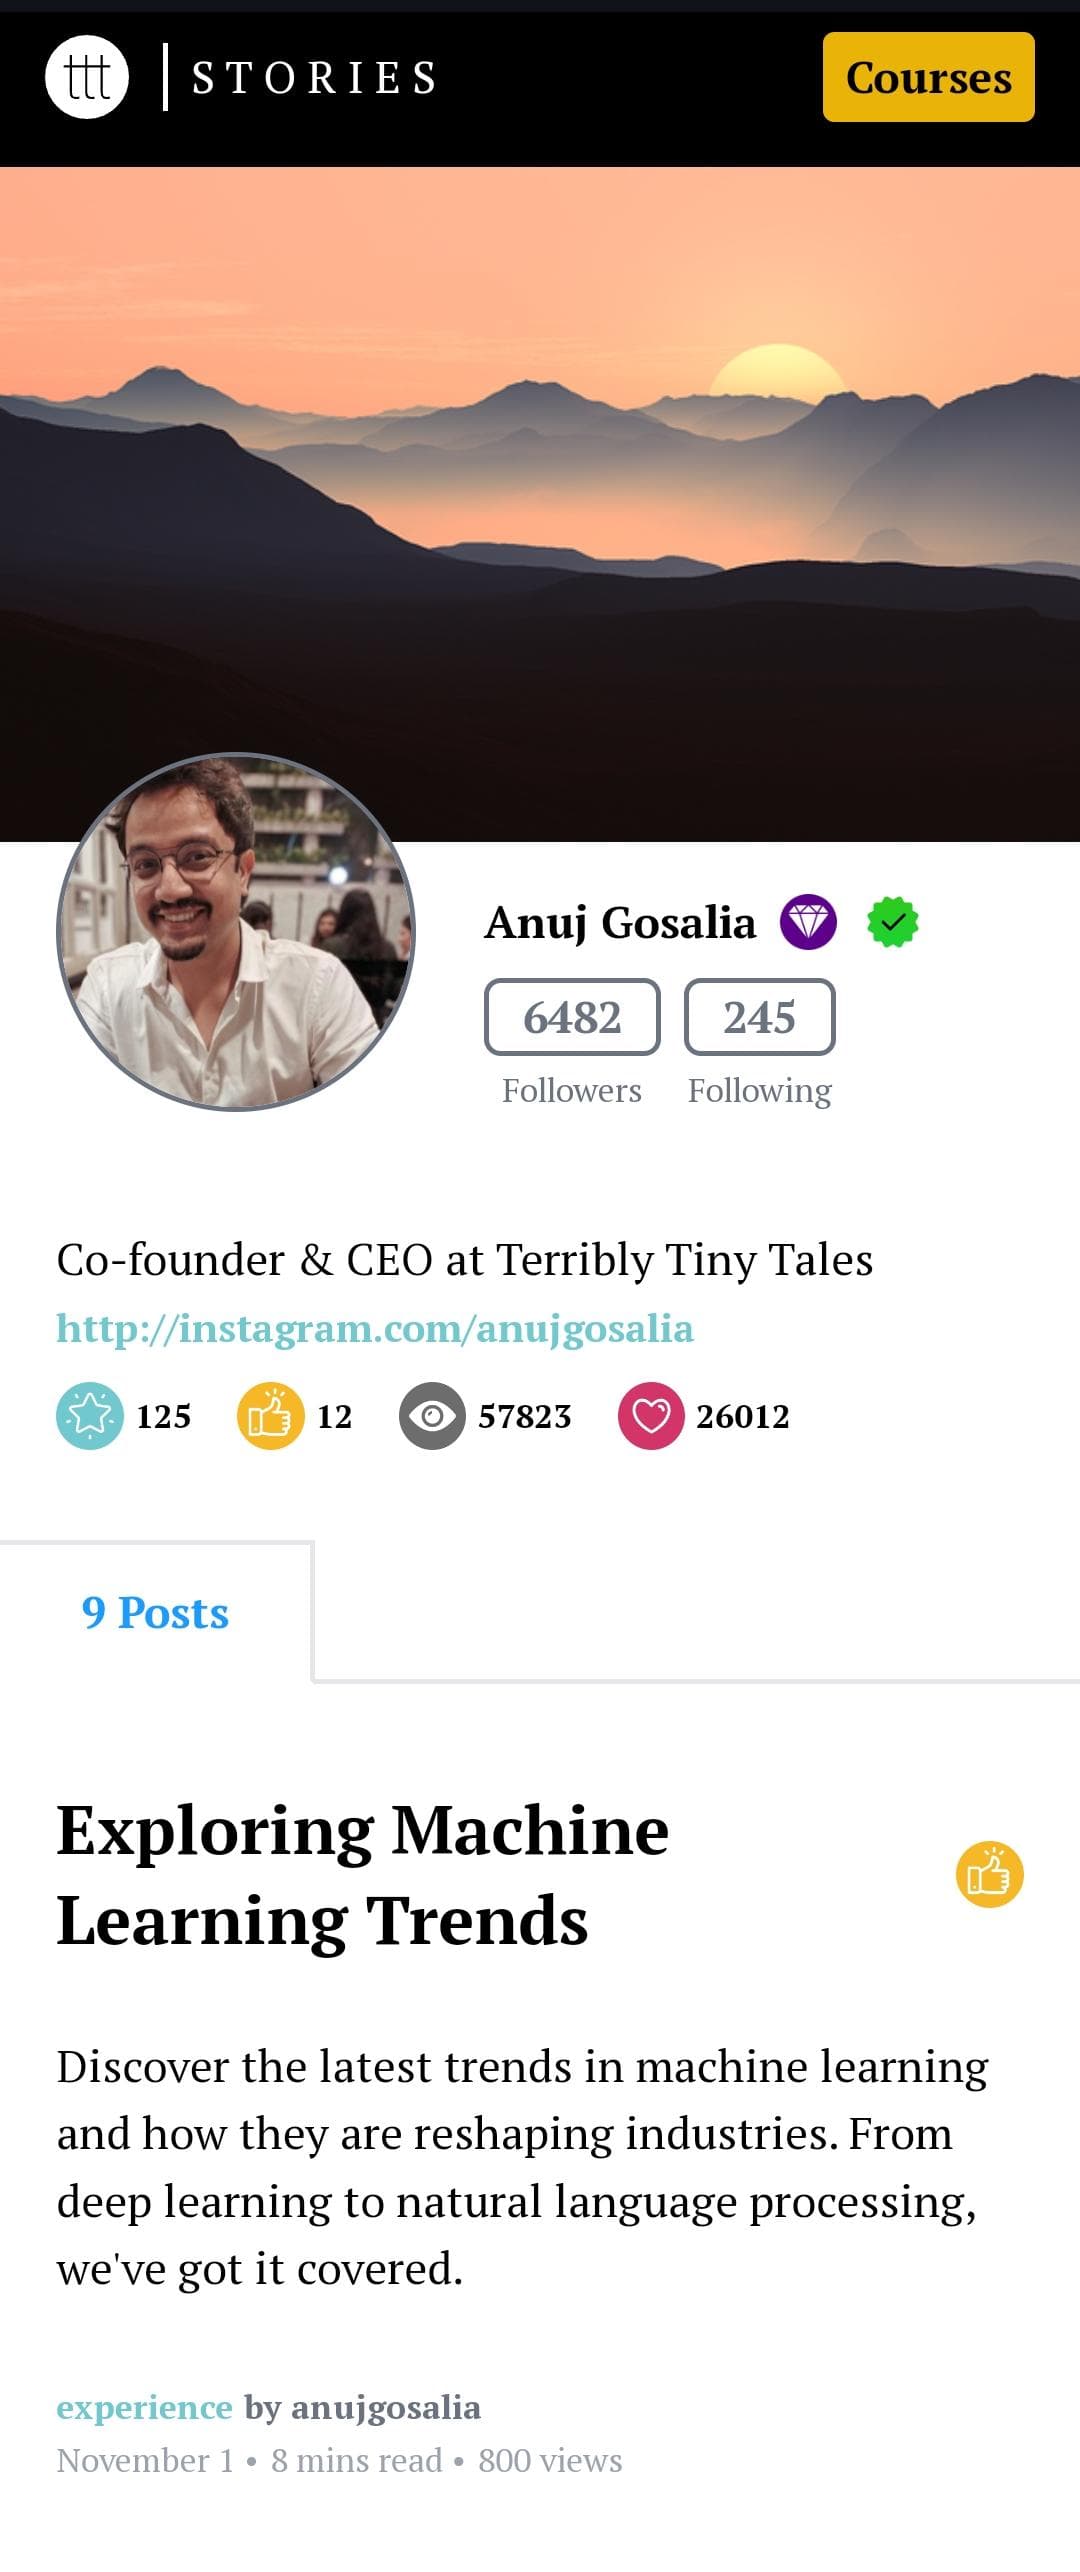 ttt STORIES
Courses
Anuj Gosalia
6482 245
Followers Following
Co-founder & CEO at Terribly Tiny Tales
http://instagram.com/anujgosalia
125 12 57823 26012
9 Posts
Exploring Machine
Learning Trends
Discover the latest trends in machine learning
and how they are reshaping industries. From
deep learning to natural language processing,
we've got it covered.
experience by anujgosalia
November 1 • 8 mins read • 800 views